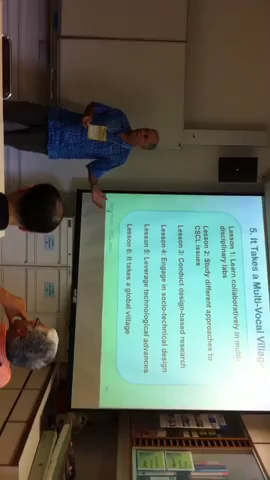 5. It Takes a Multi-Vocal Villag
Lesson 1: Learn collaboratively in multi-
disciplinary labs
Lesson 2: Study different approaches to
CSCL issues
Lesson 3: Conduct design-based research
Lesson 4: Engage in socio-technical design
Lesson 5: Leverage technological advances
Lesson 6: It takes a global village